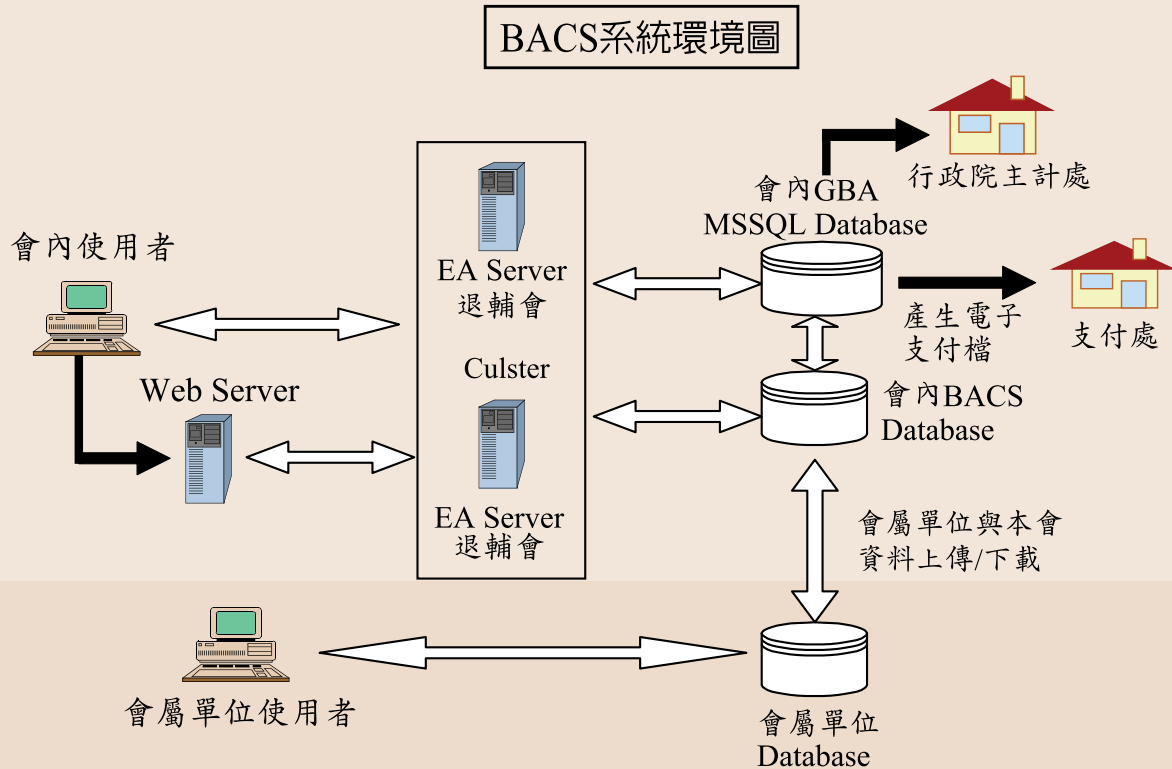 BACS系統環境圖
行政院主計處
會內GBA
MSSQL Database
會內使用者
EA Server
退輔會
產生電子
支付檔
支付處
Culster
Web Server
會內BACS
Database
EA Server
退輔會
會屬單位與本會
資料上傳/下載
會屬單位使用者
會屬單位
Database